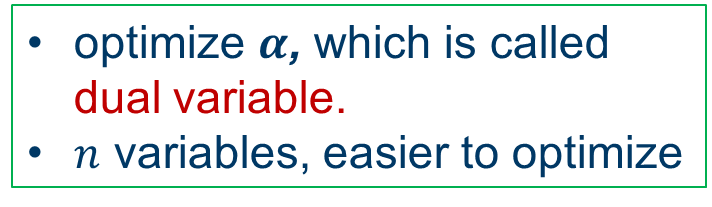 • optimize α, which is called
dual variable.
• n variables, easier to optimize